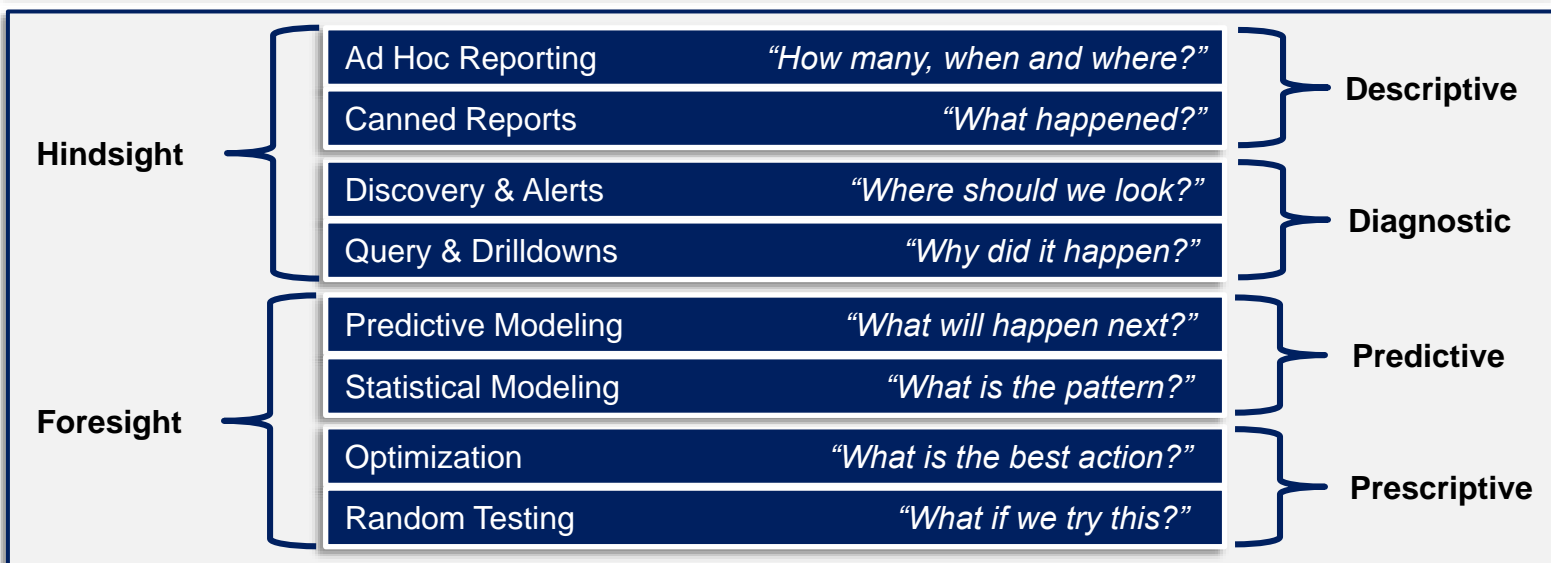 Ad Hoc Reporting “How many, when and where?”
Descriptive
Canned Reports “What happened?”
Hindsight
Discovery & Alerts “Where should we look?”
Diagnostic
Query & Drilldowns “Why did it happen?”
Predictive Modeling “What will happen next?”
Predictive
Statistical Modeling “What is the pattern?”
Foresight
Optimization “What is the best action?”
Prescriptive
Random Testing “What if we try this?”